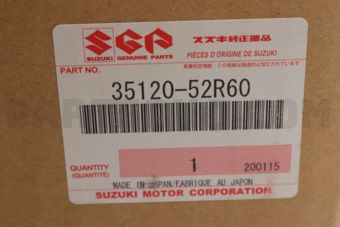 SGP
スズキ純正部品
SUZUKI GENUINE PARTS
PIÈCES D'ORIGINE DE SUZUKI
PART NO.
35120-52R60
QUANTITY
(QUANTITÉ)
1
200115
MADE IN JAPAN/FABRIQUE AU JAPON
SUZUKI MOTOR CORPORATION